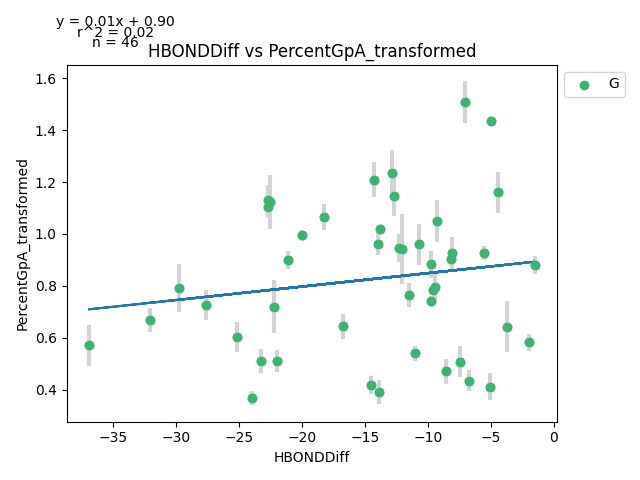 y = 0.01x + 0.90
r^2 = 0.02
n = 46
HBONDDiff vs PercentGpA_transformed
G
1.6
1.4
1.2
1.0
0.8
0.6
0.4
PercentGpA_transformed
−35
−30
−25
−20
−15
−10
−5
0
HBONDDiff